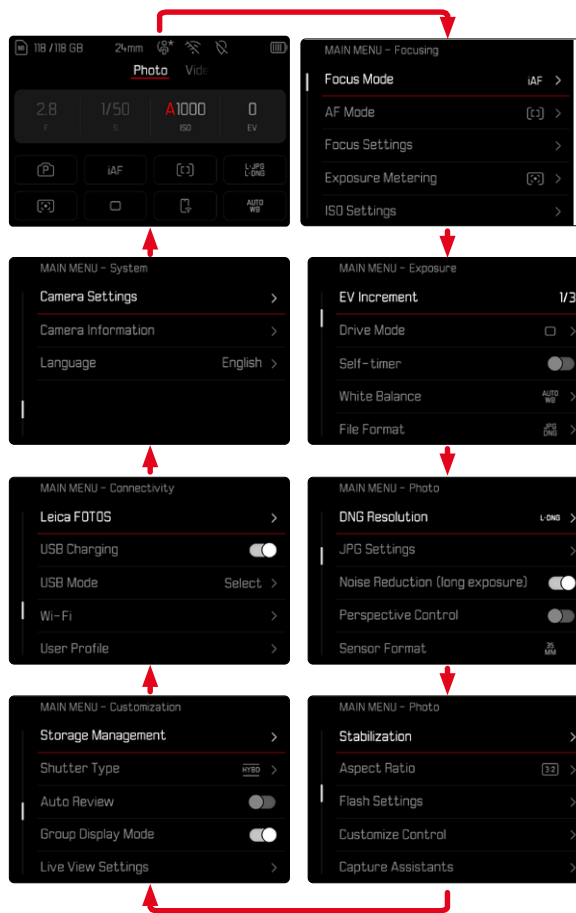 118 / 118 GB 24mm
Photo Vide
2.8 1/50 A1000 0
F S ISO EV
P iAF L-JPG
L-DNG
AUTO
WB
MAIN MENU - Focusing
Focus Mode iAF
AF Mode
Focus Settings
Exposure Metering
ISO Settings
MAIN MENU - System
Camera Settings
Camera Information
Language English
MAIN MENU - Exposure
EV Increment 1/3
Drive Mode
Self-timer
White Balance AUTO WB
File Format JPG DNG
MAIN MENU - Connectivity
Leica FOTOS
USB Charging
USB Mode Select
Wi-Fi
User Profile
MAIN MENU - Photo
DNG Resolution L-DNG
JPG Settings
Noise Reduction (long exposure)
Perspective Control
Sensor Format 35 MM
MAIN MENU - Customization
Storage Management
Shutter Type HYBD
Auto Review
Group Display Mode
Live View Settings
MAIN MENU - Photo
Stabilization
Aspect Ratio 3:2
Flash Settings
Customize Control
Capture Assistants